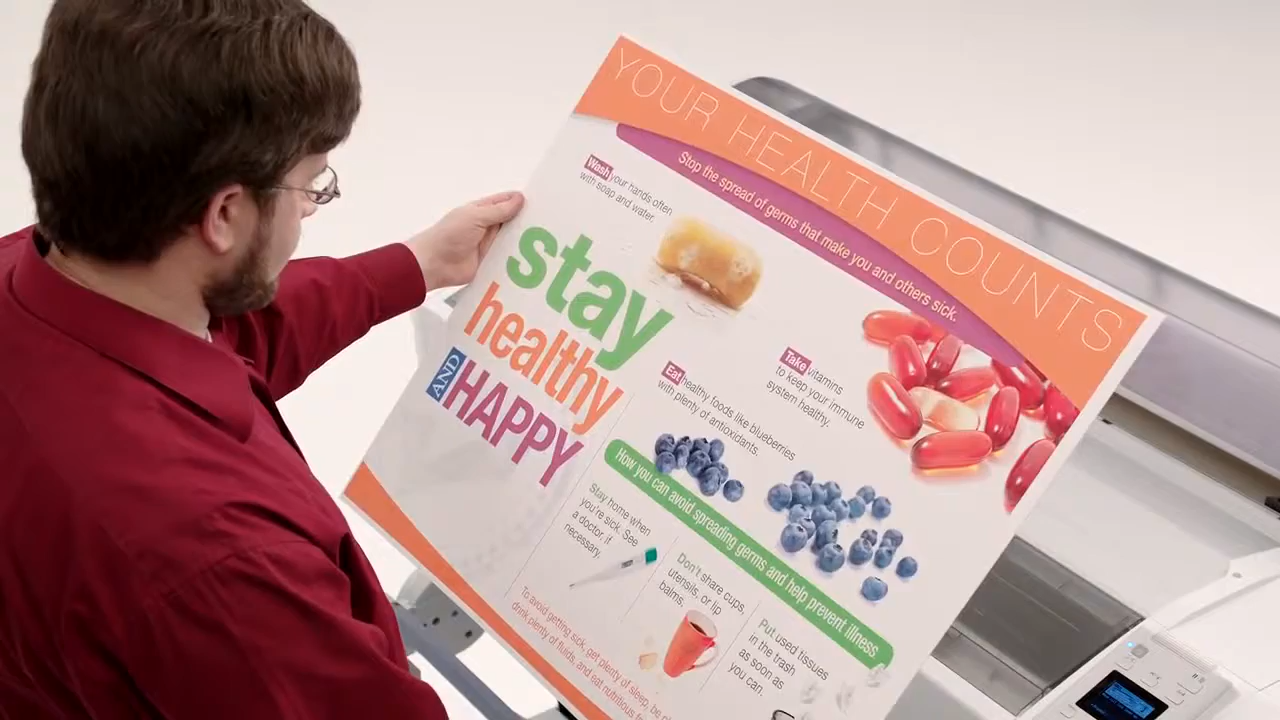 YOUR HEALTH COUNTS
Stop the spread of germs that make you and others sick.
Wash your hands often
with soap and water.
stay
healthy
AND HAPPY
Take vitamins
to keep your immune
system healthy.
Eat healthy foods like blueberries
with plenty of antioxidants.
How you can avoid spreading germs and help prevent illness.
Stay home when
you're sick. See
a doctor, if
necessary.
Don't share cups,
utensils, or lip
balms.
Put used tissues
in the trash
as soon as
you can.
To avoid getting sick, get plenty of sleep, be
drink plenty of fluids, and eat nutritious